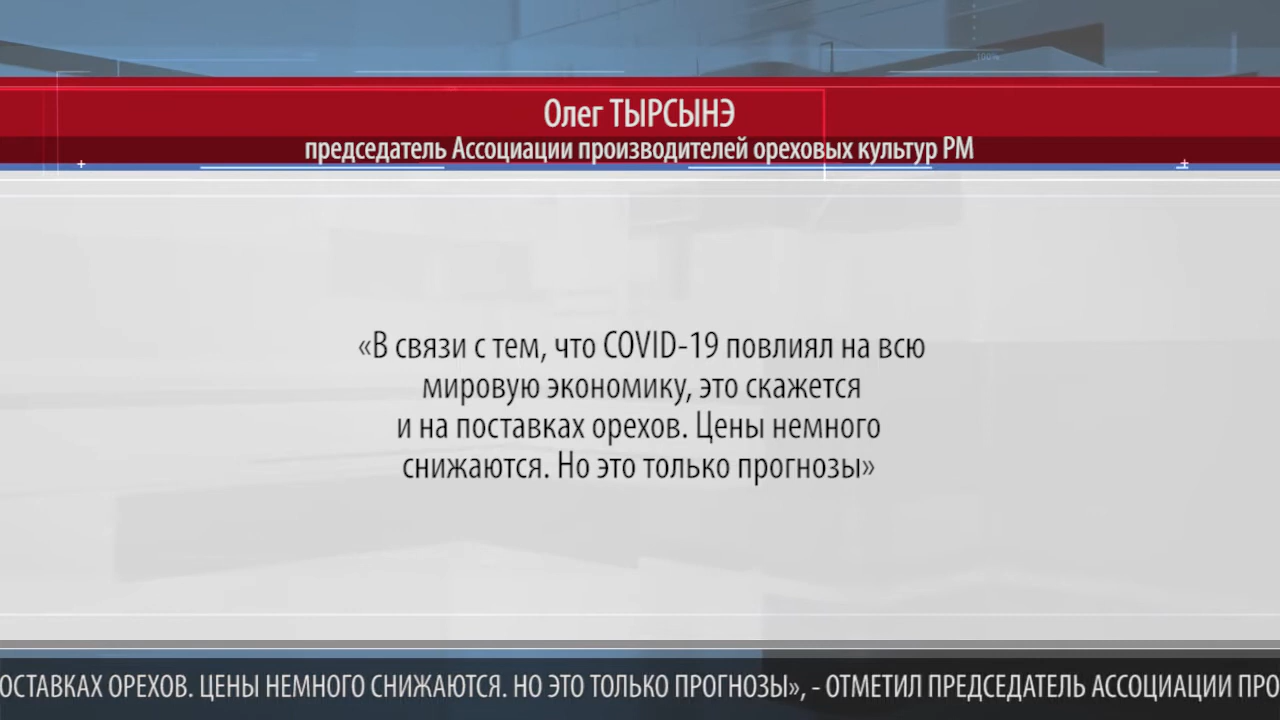 Олег ТЫРСЫНЭ
председатель Ассоциации производителей ореховых культур РМ
«В связи с тем, что COVID-19 повлиял на всю
мировую экономику, это скажется
и на поставках орехов. Цены немного
снижаются. Но это только прогнозы»
ОСТАВКАХ ОРЕХОВ. ЦЕНЫ НЕМНОГО СНИЖАЮТСЯ. НО ЭТО ТОЛЬКО ПРОГНОЗЫ», - ОТМЕТИЛ ПРЕДСЕДАТЕЛЬ АССОЦИАЦИИ ПРО